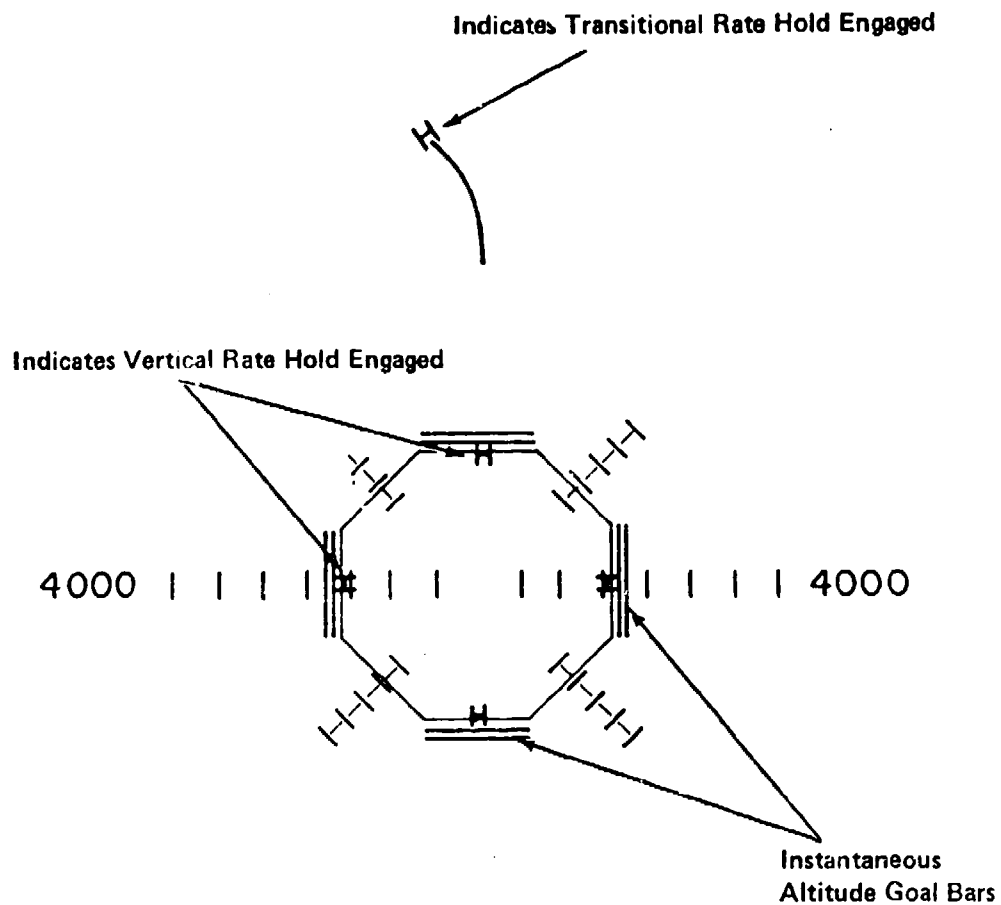 Indicates Transitional Rate Hold Engaged
H
Indicates Vertical Rate Hold Engaged
H
4000
H
H
4000
H
Instantaneous
Altitude Goal Bars